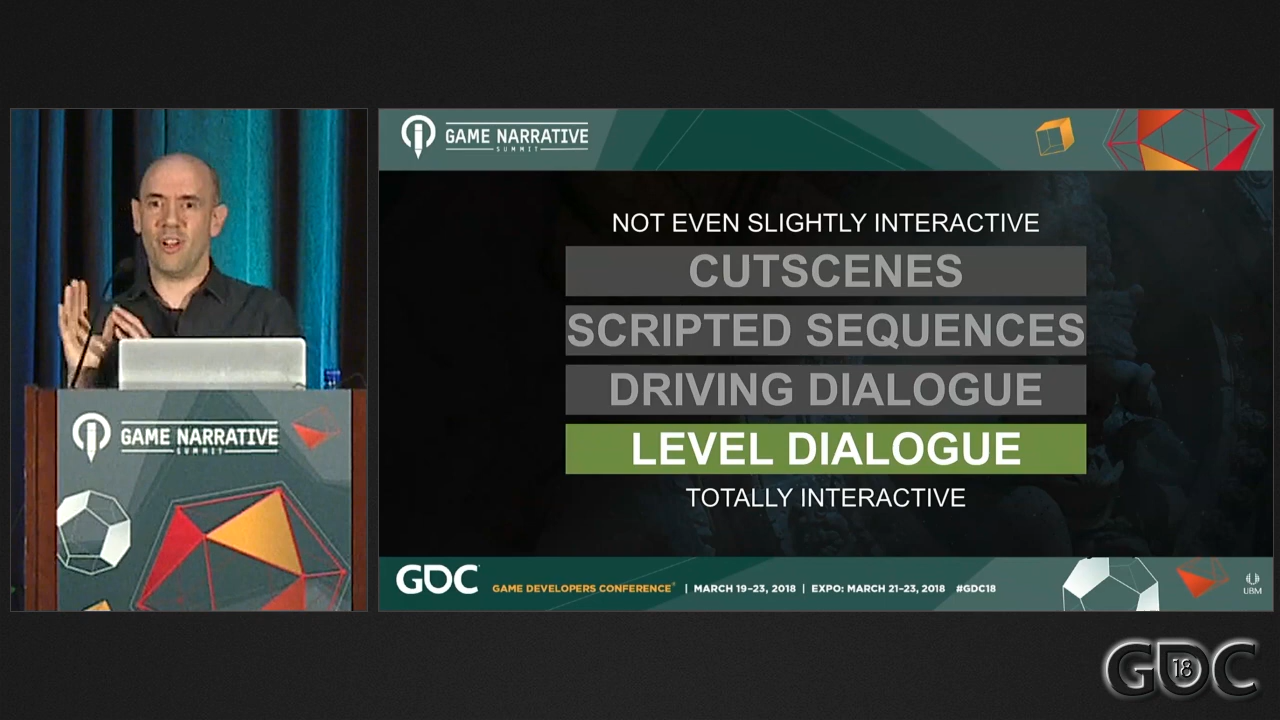 GAME NARRATIVE
SUMMIT
NOT EVEN SLIGHTLY INTERACTIVE
CUTSCENES
SCRIPTED SEQUENCES
DRIVING DIALOGUE
LEVEL DIALOGUE
TOTALLY INTERACTIVE
GAME NARRATIVE
SUMMIT
GDC GAME DEVELOPERS CONFERENCE® | MARCH 19–23, 2018 | EXPO: MARCH 21–23, 2018 #GDC18
UBM
GDC 18